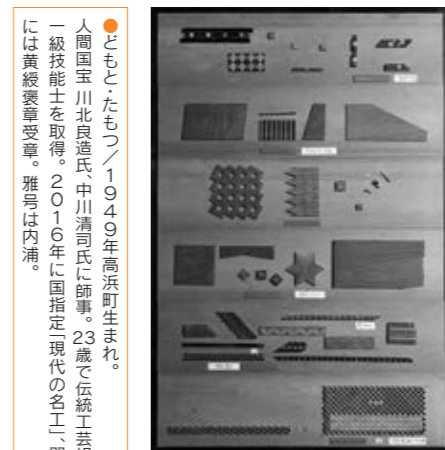 ●どもと・たもつ/1949年高浜町生まれ。
人間国宝 川北良造氏、中川清司氏に師事。23歳で伝統工芸
一級技能士を取得。2016年に国指定「現代の名工」、
には黄綬褒章受章。雅号は内浦。